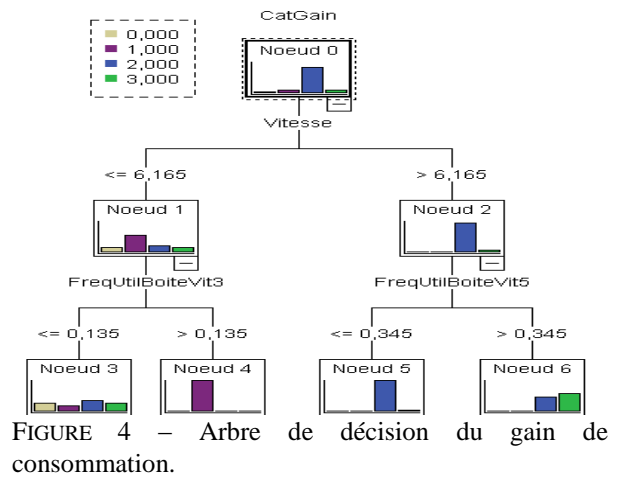 CatGain
0,000
1,000
2,000
3,000
Noeud 0
Vitesse
<= 6,165
> 6,165
Noeud 1
Noeud 2
FreqUtilBoiteVit3
FreqUtilBoiteVit5
<= 0,135
> 0,135
<= 0,345
> 0,345
Noeud 3
Noeud 4
Noeud 5
Noeud 6
FIGURE 4 – Arbre de décision du gain de
consommation.